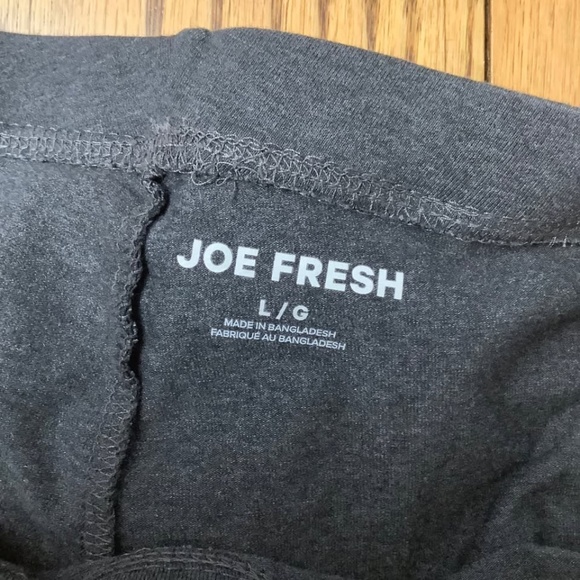 JOE FRESH
L / G
MADE IN BANGLADESH
FABRIQUÉ AU BANGLADESH